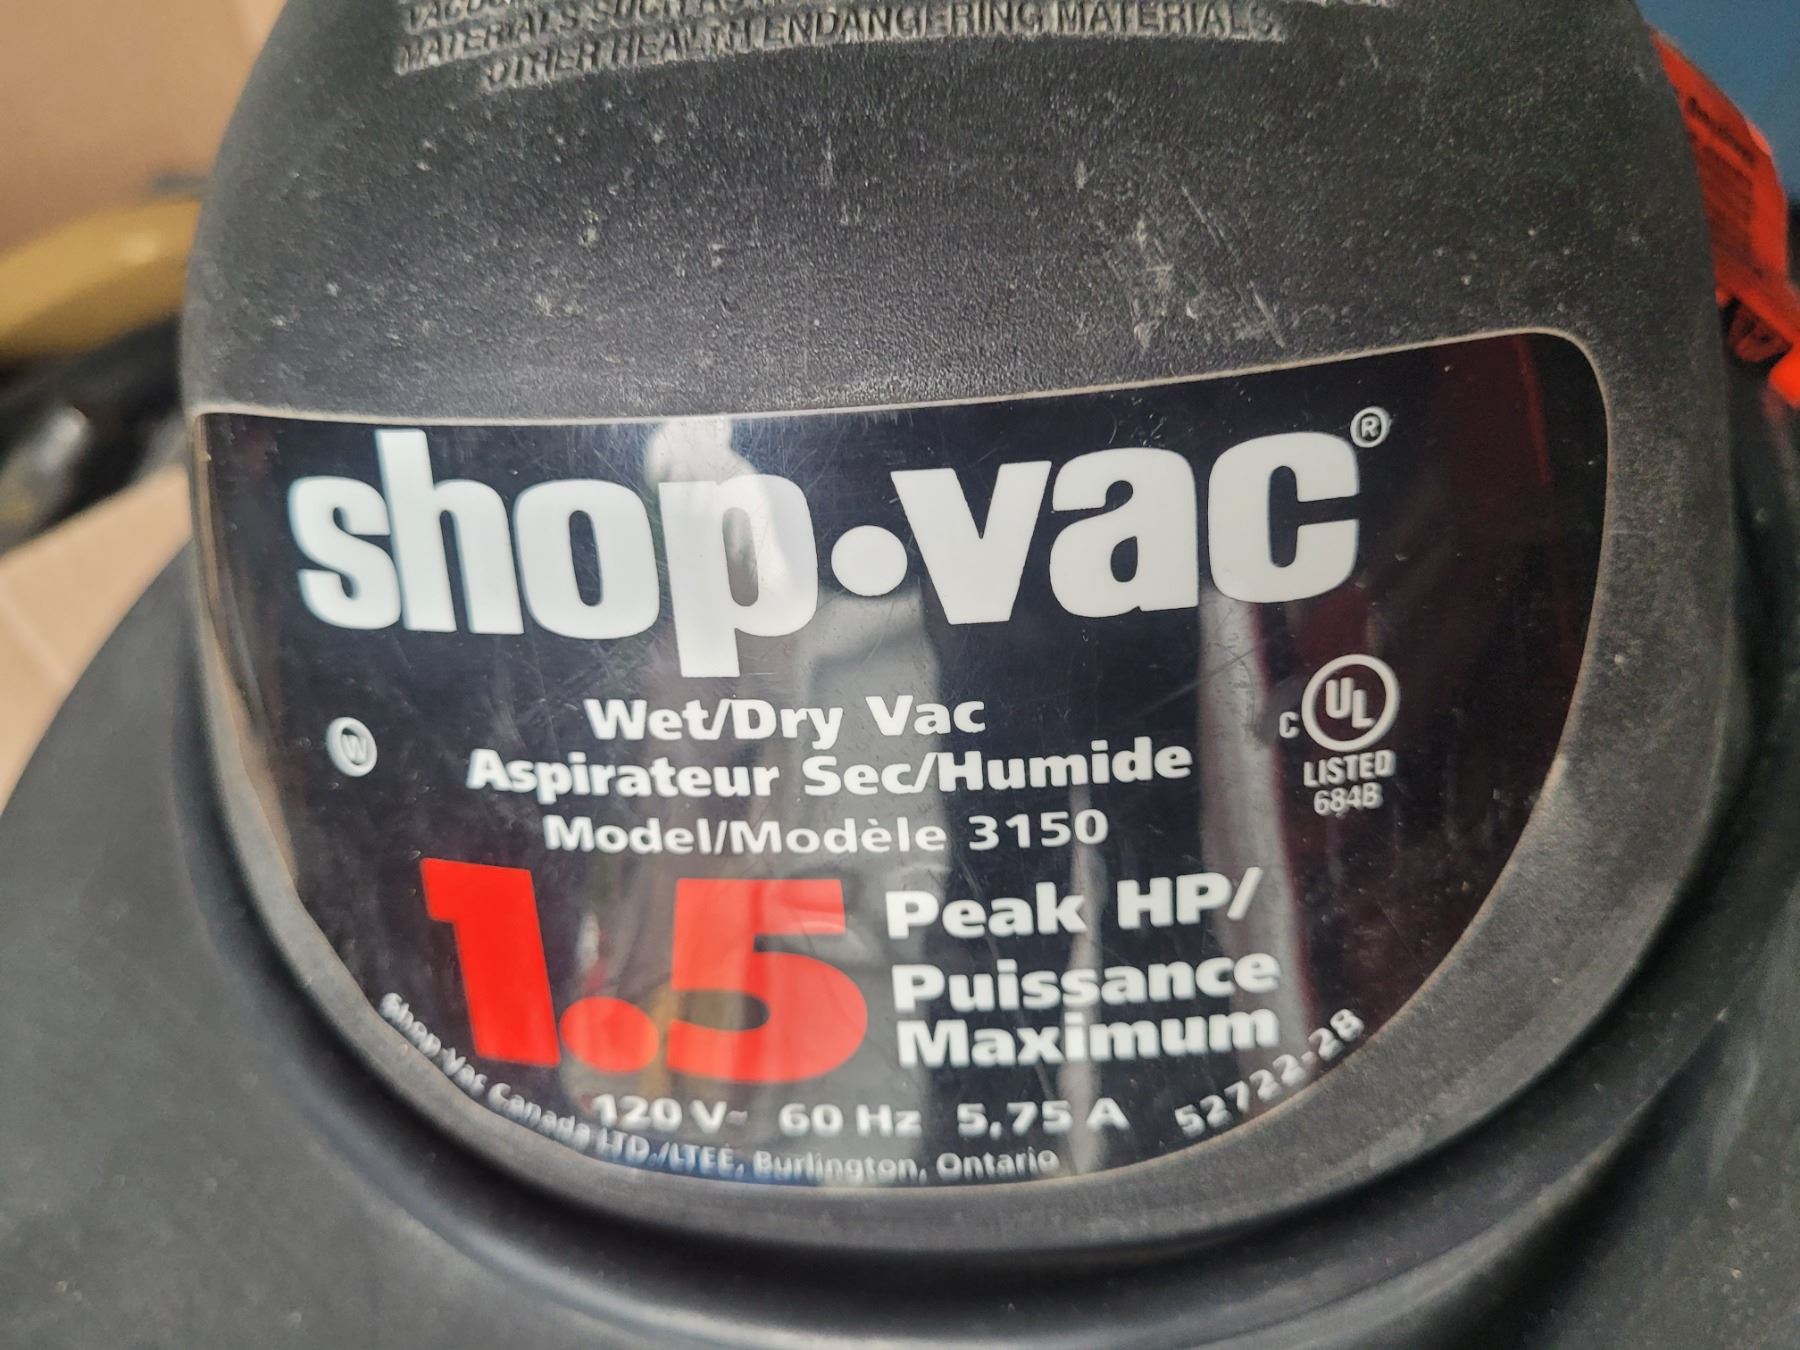 MATERIALS SUCH AS
OTHER HEALTH ENDANGERING MATERIALS
shop·vac®
Wet/Dry Vac
Aspirateur Sec/Humide
Model/Modèle 3150
W
C UL
LISTED
684B
1.5 Peak HP/
Puissance
Maximum
120 V~ 60 Hz 5.75 A
52722-28
Shop·Vac Canada LTD./LTEE, Burlington, Ontario